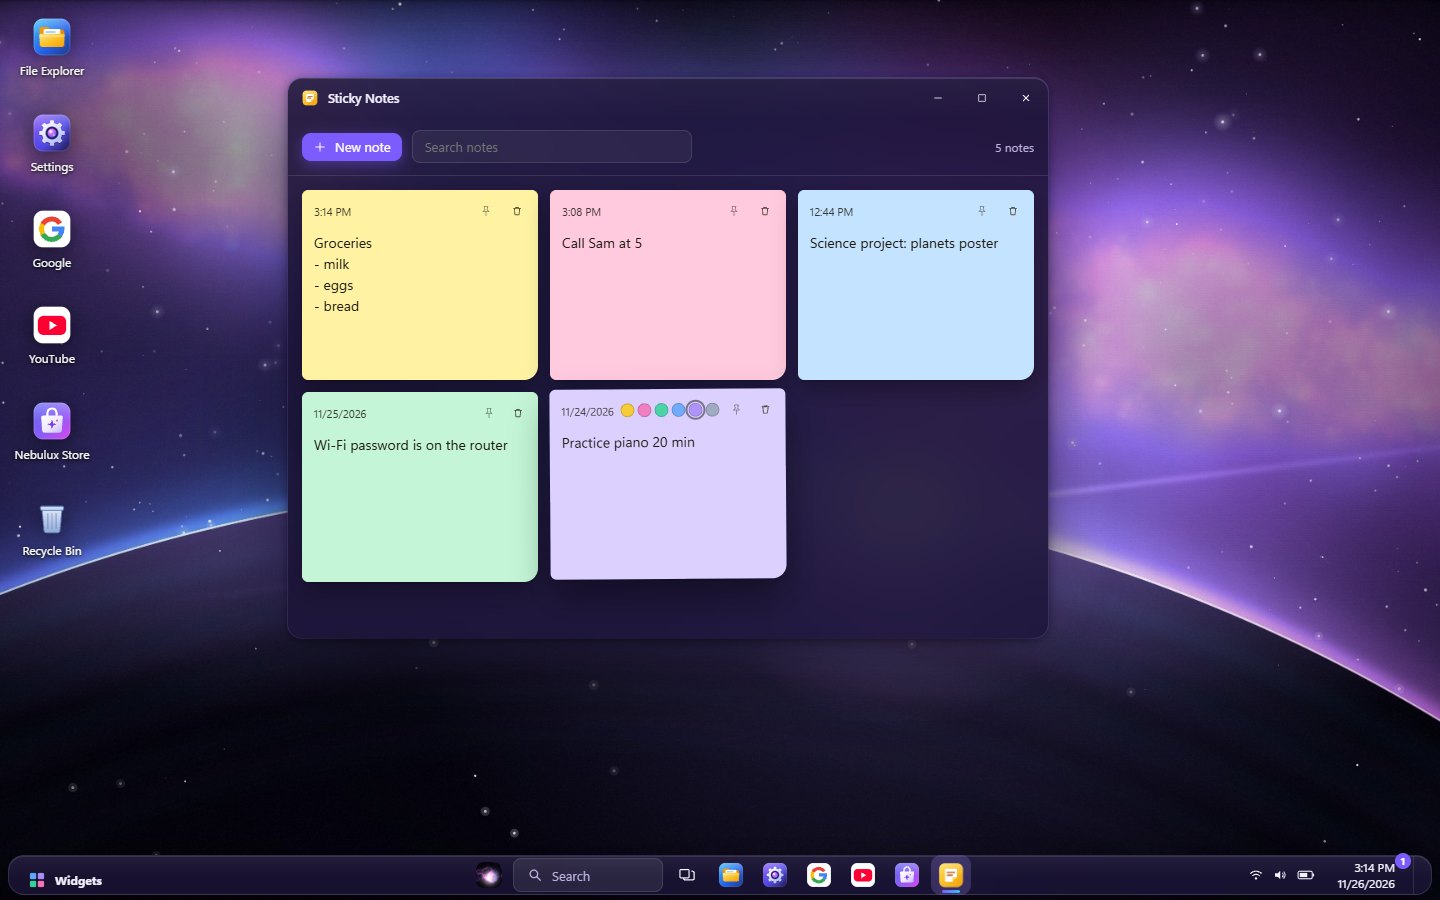 File Explorer
Settings
Google
YouTube
Nebulux Store
Recycle Bin
Sticky Notes
New note
Search notes
5 notes
3:14 PM
Groceries
- milk
- eggs
- bread
3:08 PM
Call Sam at 5
12:44 PM
Science project: planets poster
11/25/2026
Wi-Fi password is on the router
11/24/2026
Practice piano 20 min
Widgets
Search
3:14 PM
11/26/2026
1